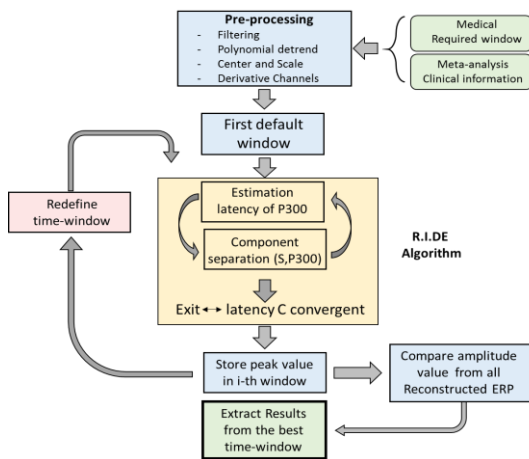 Pre-processing
- Filtering
- Polynomial detrend
- Center and Scale
- Derivative Channels
Medical
Required window
Meta-analysis
Clinical information
First default
window
Redefine
time-window
Estimation
latency of P300
Component
separation (S,P300)
R.I.DE
Algorithm
Exit ↔ latency C convergent
Store peak value
in i-th window
Compare amplitude
value from all
Reconstructed ERP
Extract Results
from the best
time-window